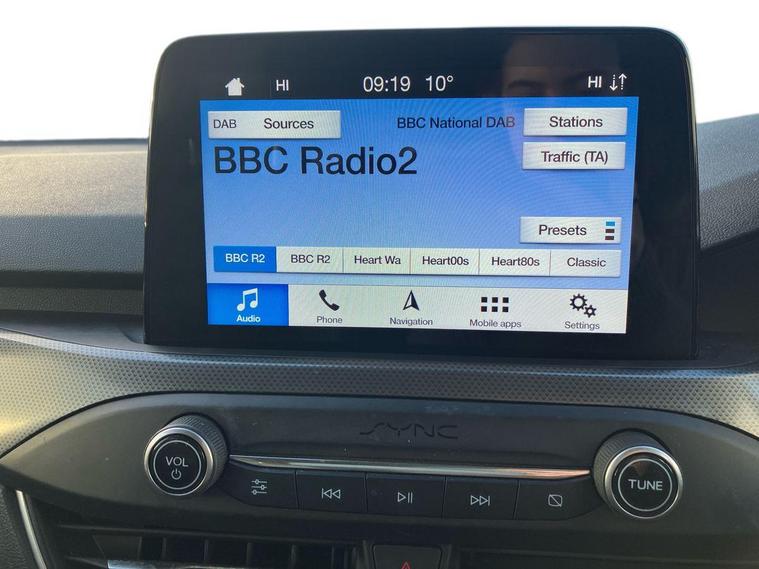 HI 09:19 10° HI
DAB Sources BBC National DAB Stations
BBC Radio2 Traffic (TA)
Presets
BBC R2 BBC R2 Heart Wa Heart00s Heart80s Classic
Audio Phone Navigation Mobile apps Settings
SYNC
VOL
TUNE